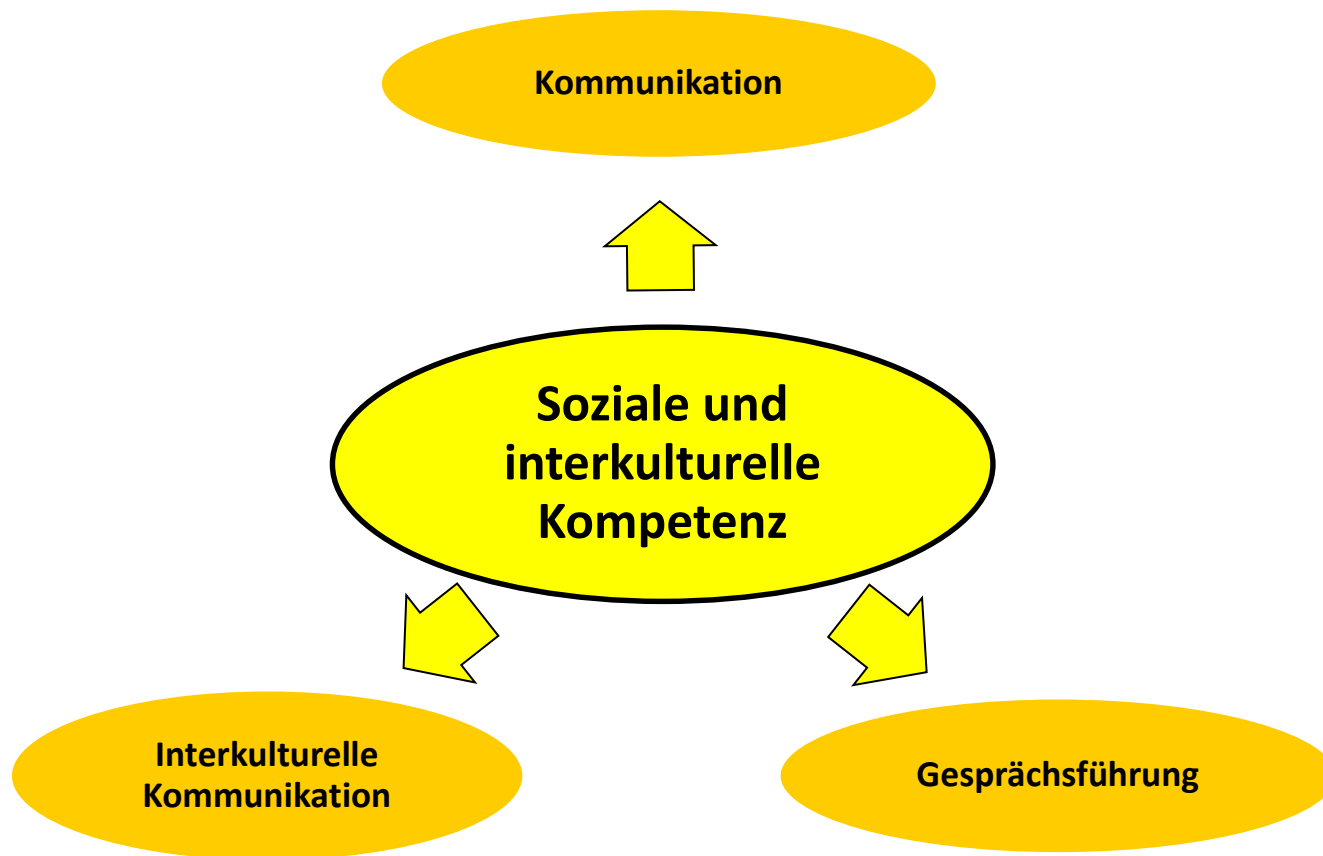 Kommunikation
Soziale und
interkulturelle
Kompetenz
Interkulturelle
Kommunikation
Gesprächsführung